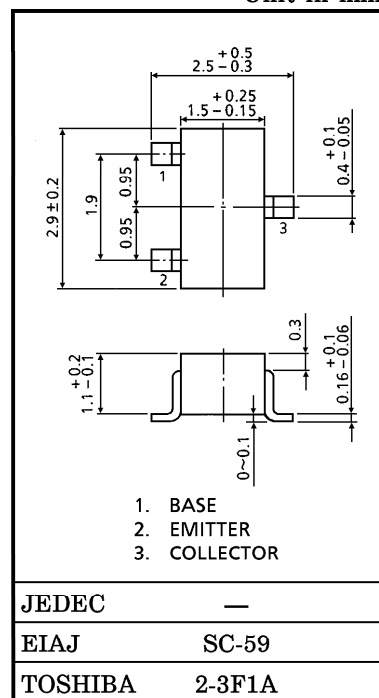 +0.5
2.5 – 0.3
+0.25
1.5 – 0.15
2.9 ± 0.2
1.9
0.95
0.95
1
2
3
+0.1
0.4 – 0.05
+0.2
1.1 – 0.1
0.3
+0.1
0.16 – 0.06
0~0.1
1. BASE
2. EMITTER
3. COLLECTOR
JEDEC —
EIAJ SC-59
TOSHIBA 2-3F1A